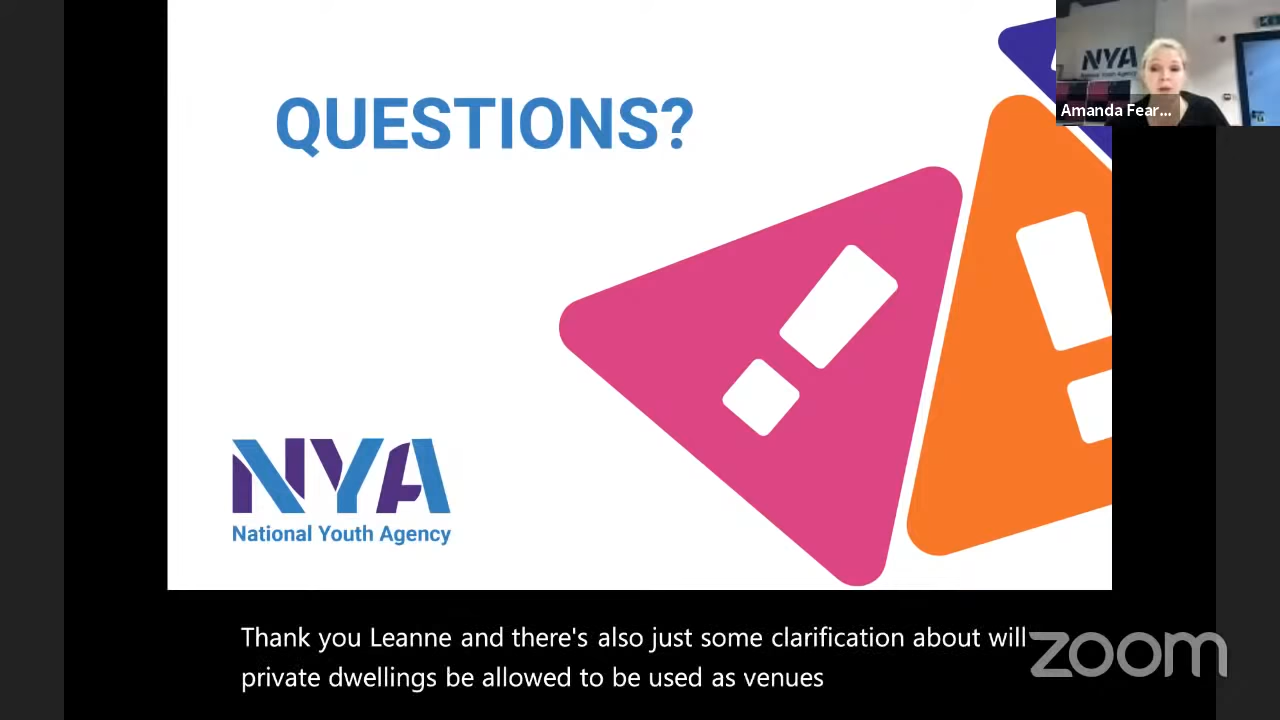 QUESTIONS?
NYA
Amanda Fear...
NYA
National Youth Agency
Thank you Leanne and there's also just some clarification about will
private dwellings be allowed to be used as venues
zoom